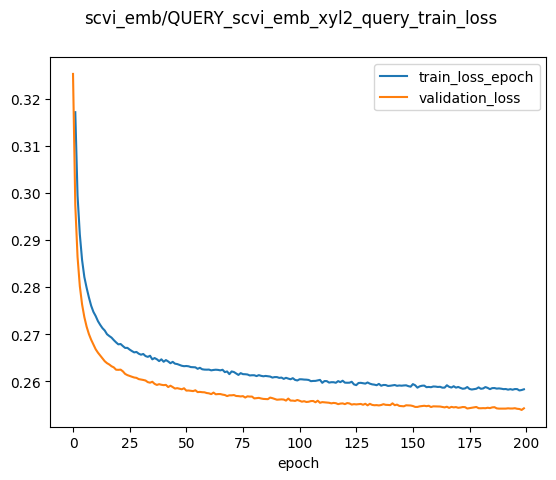 scvi_emb/QUERY_scvi_emb_xyl2_query_train_loss
train_loss_epoch
validation_loss
0.32
0.31
0.30
0.29
0.28
0.27
0.26
0 25 50 75 100 125 150 175 200
epoch